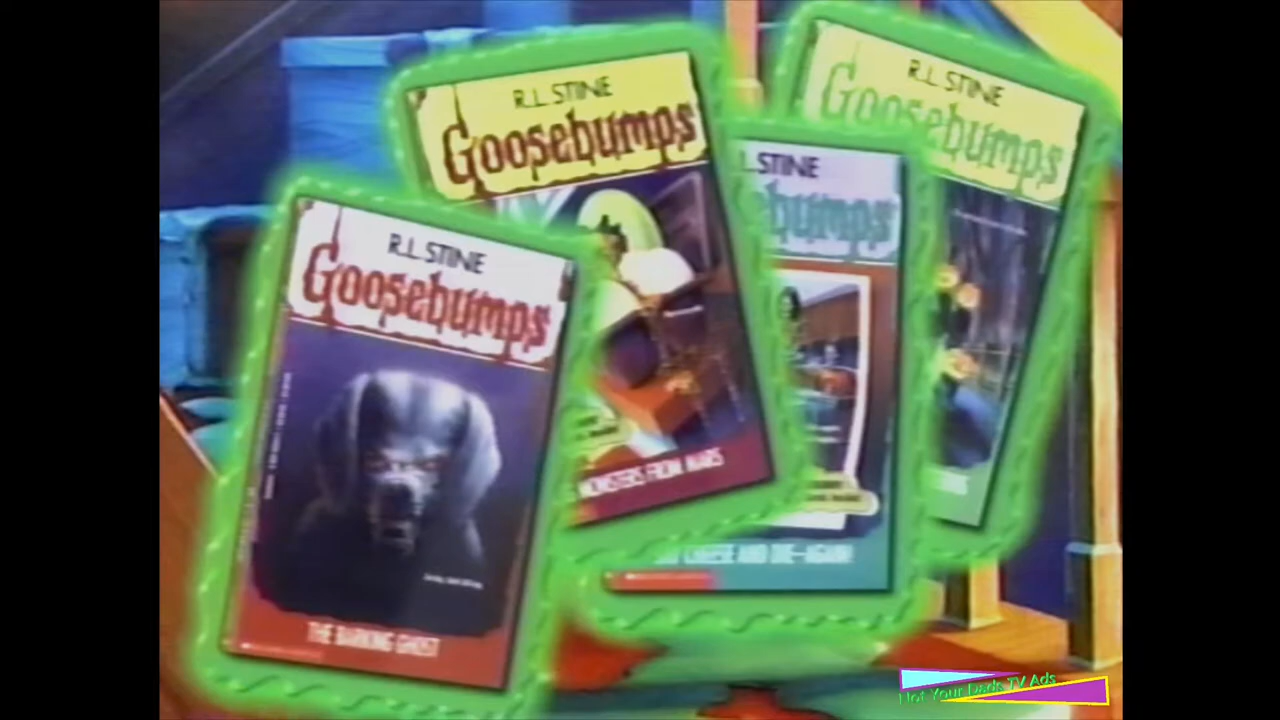 R.L. STINE
Goosebumps
THE BARKING GHOST
R.L. STINE
Goosebumps
MONSTERS FROM MARS
.L. STINE
ebumps
CHEESE AND DIE—AGAIN!
R.L. STINE
Goosebumps
Not Your Dads TV Ads